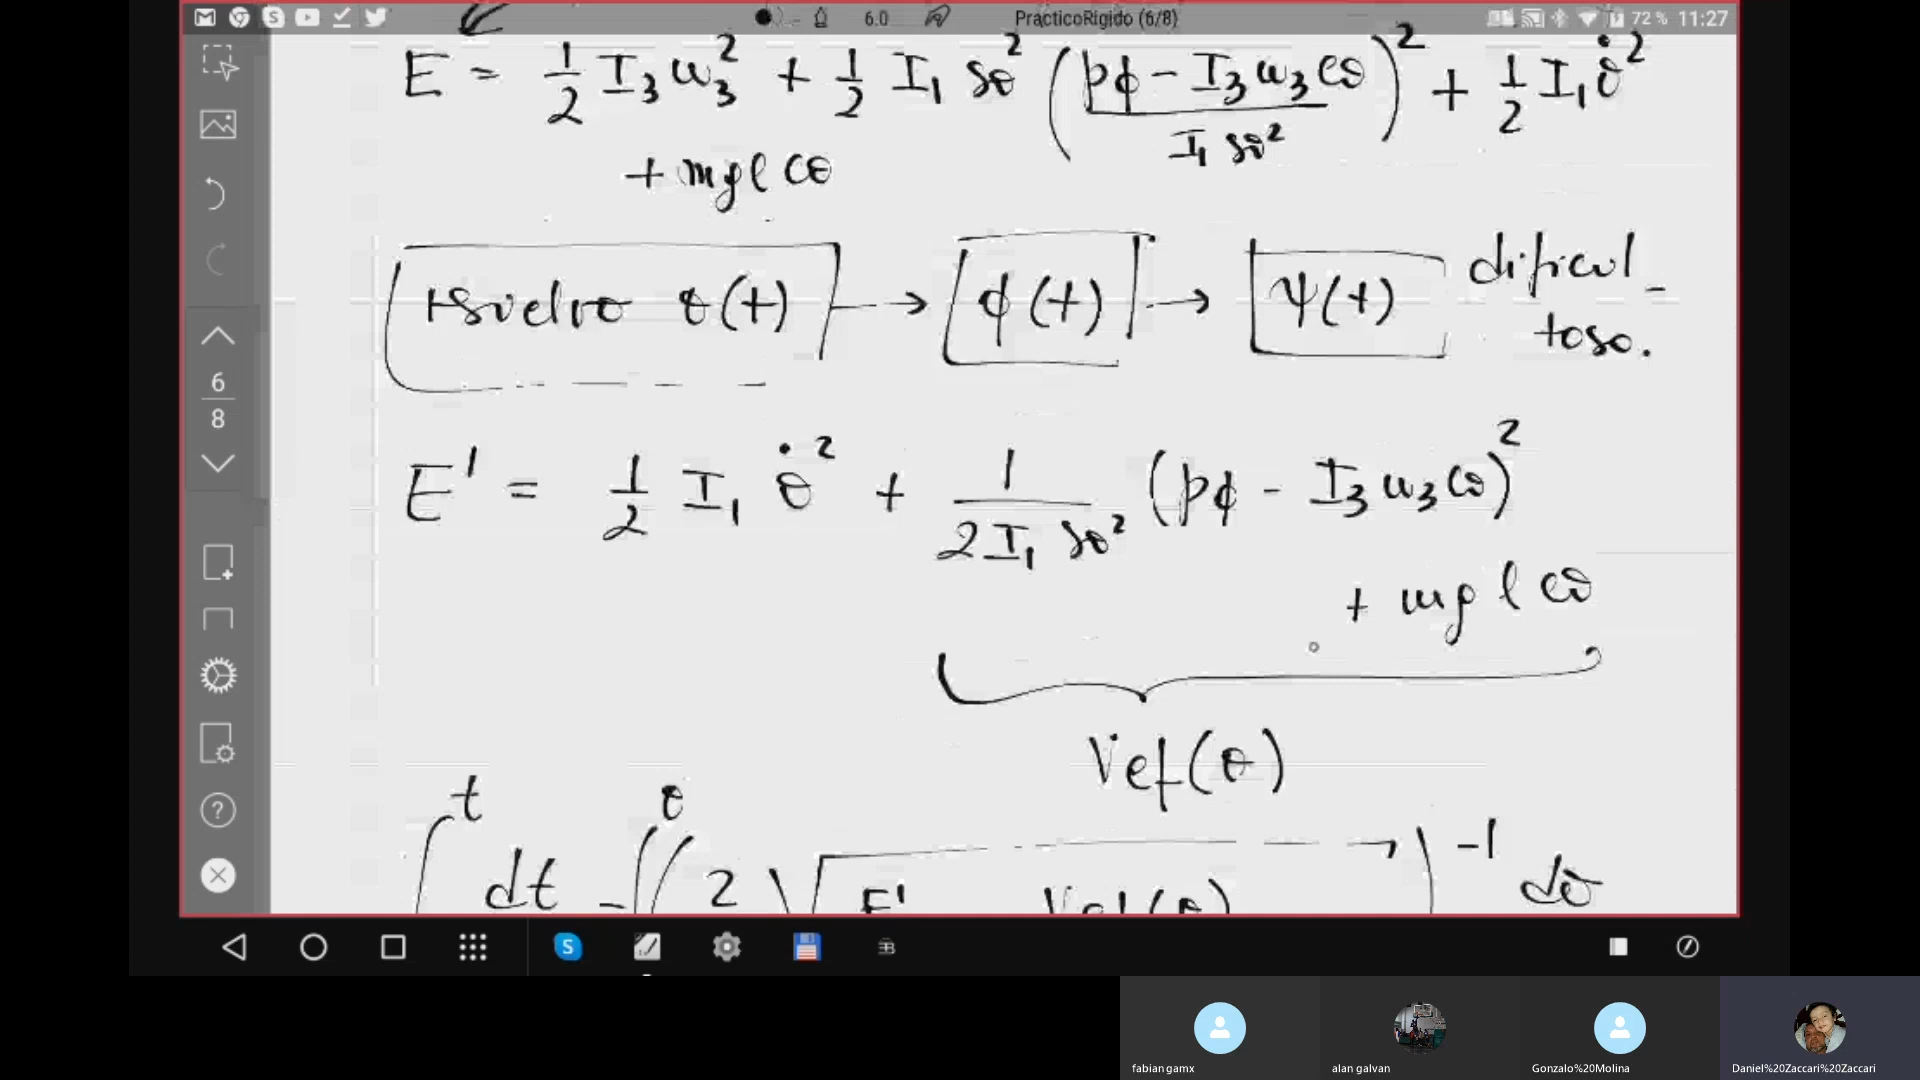 6.0 PracticoRigido (6/8) 72 % 11:27
E = 1/2 I₃ ω₃² + 1/2 I₁ sθ² ((pϕ - I₃ ω₃ cθ)/(I₁ sθ²))² + 1/2 I₁ θ̇²
+ mgl cθ
resuelvo θ(t) → ϕ(t) → ψ(t) dificul-
toso.
6
8
E' = 1/2 I₁ θ̇² + 1/(2I₁ sθ²) (pϕ - I₃ ω₃ cθ)²
+ mgl cθ
Vef(θ)
∫ᵗ dt = ∫^θ (2 √(E' - Vef(θ)))⁻¹ dθ
fabian gamx
alan galvan
Gonzalo%20Molina
Daniel%20Zaccari%20Zaccari